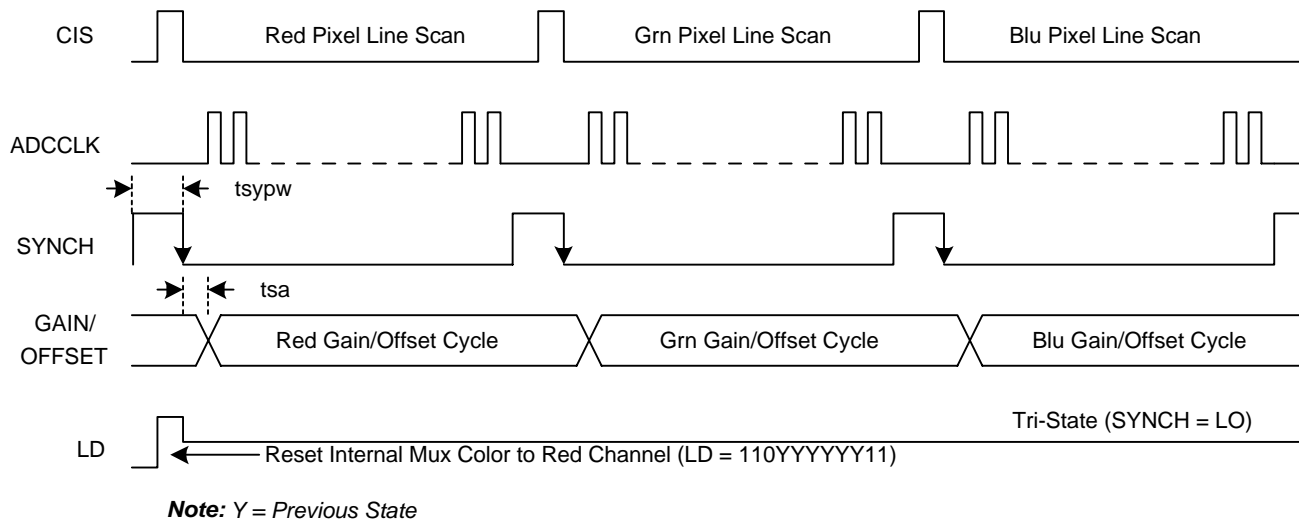 CIS
Red Pixel Line Scan
Grn Pixel Line Scan
Blu Pixel Line Scan
ADCCLK
tsypw
SYNCH
tsa
GAIN/
OFFSET
Red Gain/Offset Cycle
Grn Gain/Offset Cycle
Blu Gain/Offset Cycle
Tri-State (SYNCH = LO)
LD
Reset Internal Mux Color to Red Channel (LD = 110YYYYYY11)
Note: Y = Previous State